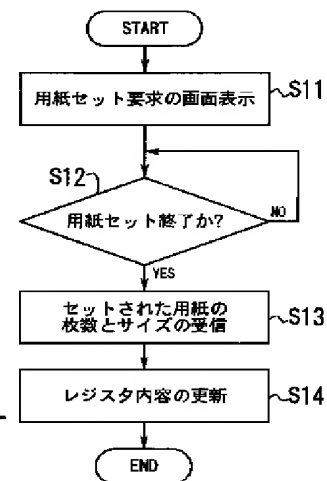 START
用紙セット要求の画面表示
S11
S12
用紙セット終了か?
NO
YES
セットされた用紙の
枚数とサイズの受信
S13
レジスタ内容の更新
S14
END